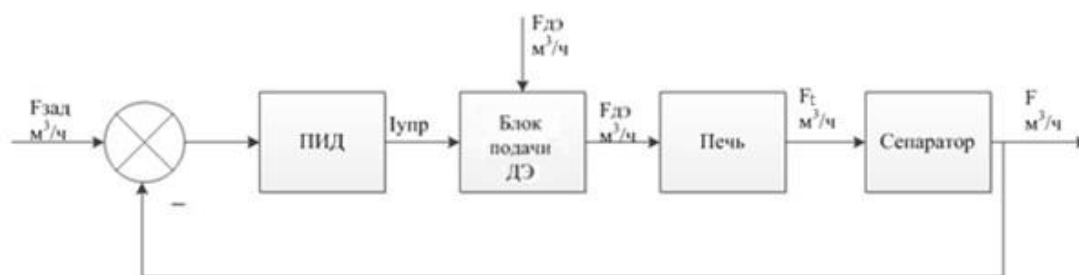 Fдэ
м³/ч
Fзад
м³/ч
ПИД
Iупр
Блок
подачи
ДЭ
Fдэ
м³/ч
Печь
Ft
м³/ч
Сепаратор
F
м³/ч
–